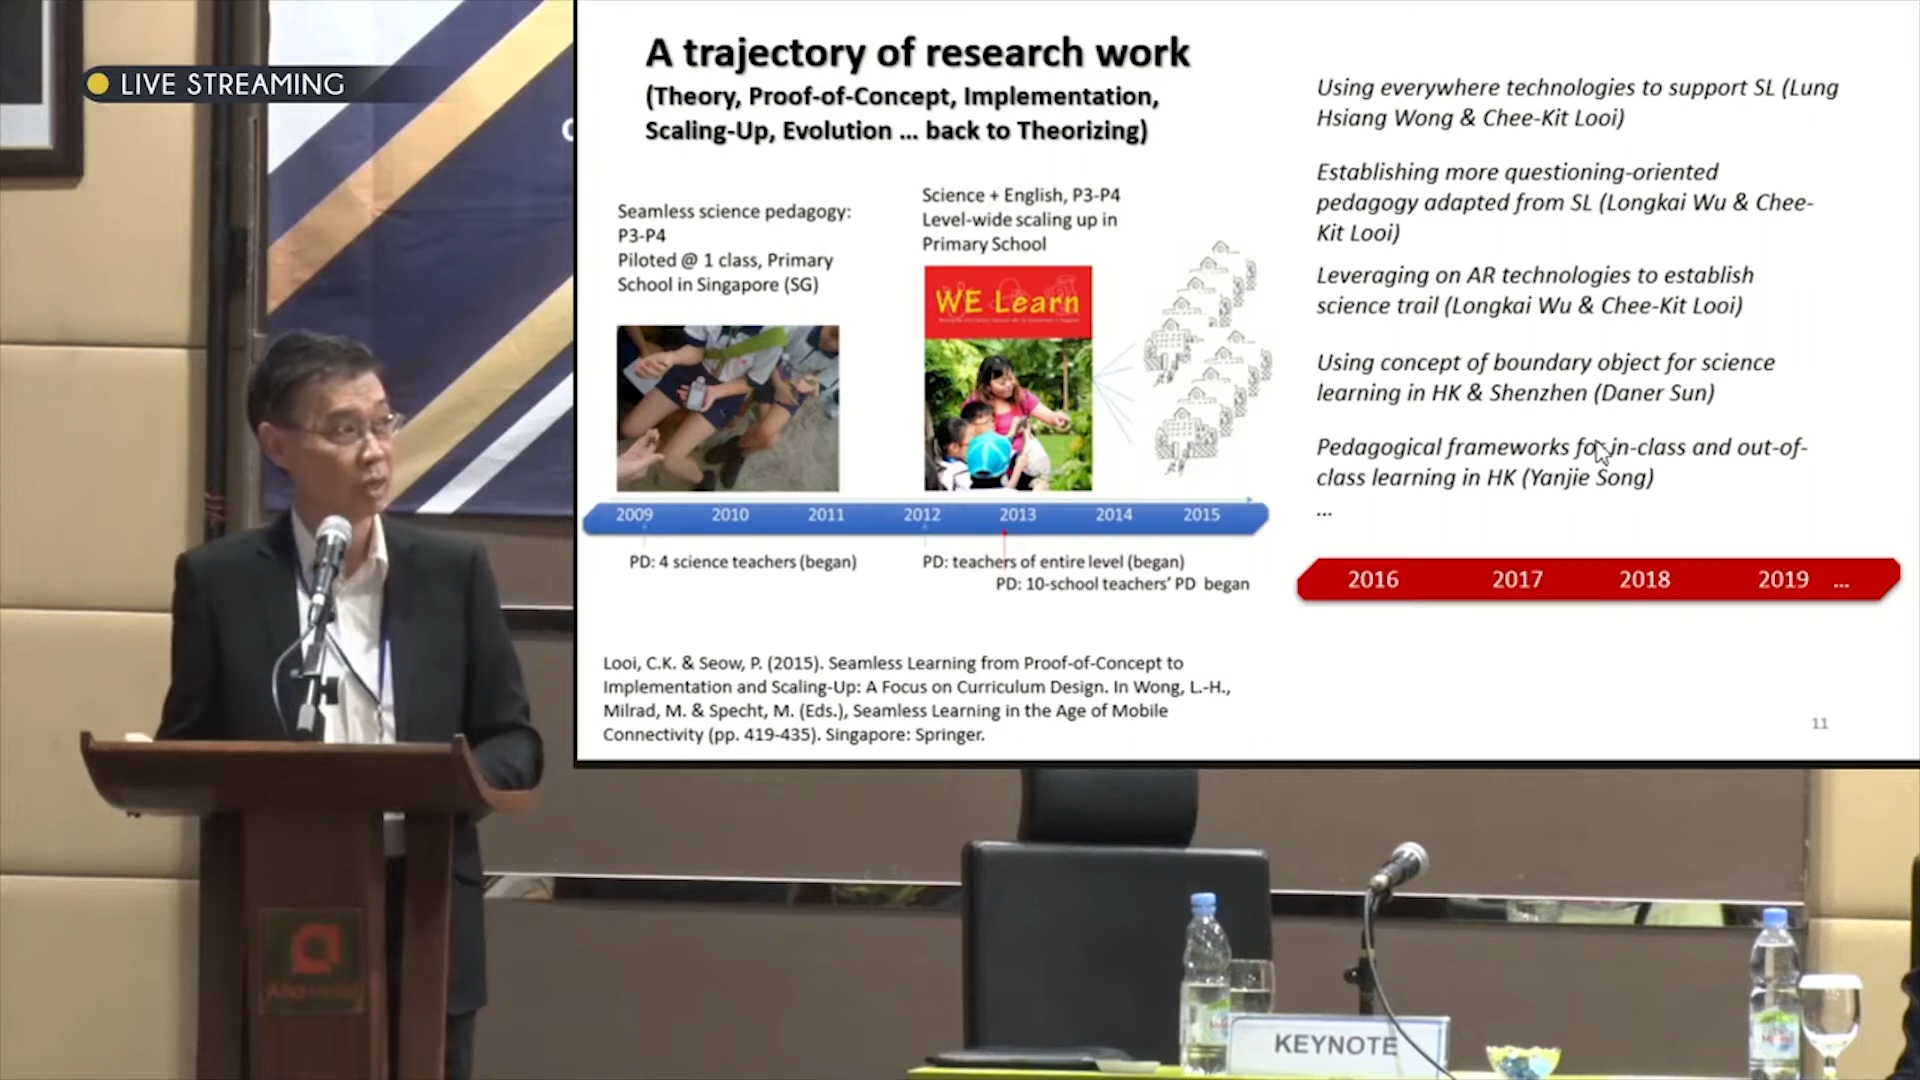 LIVE STREAMING
A trajectory of research work
(Theory, Proof-of-Concept, Implementation,
Scaling-Up, Evolution ... back to Theorizing)
Seamless science pedagogy:
P3-P4
Piloted @ 1 class, Primary
School in Singapore (SG)
Science + English, P3-P4
Level-wide scaling up in
Primary School
WE Learn
2009 2010 2011 2012 2013 2014 2015
PD: 4 science teachers (began)
PD: teachers of entire level (began)
PD: 10-school teachers' PD began
Looi, C.K. & Seow, P. (2015). Seamless Learning from Proof-of-Concept to
Implementation and Scaling-Up: A Focus on Curriculum Design. In Wong, L.-H.,
Milrad, M. & Specht, M. (Eds.), Seamless Learning in the Age of Mobile
Connectivity (pp. 419-435). Singapore: Springer.
Using everywhere technologies to support SL (Lung
Hsiang Wong & Chee-Kit Looi)
Establishing more questioning-oriented
pedagogy adapted from SL (Longkai Wu & Chee-
Kit Looi)
Leveraging on AR technologies to establish
science trail (Longkai Wu & Chee-Kit Looi)
Using concept of boundary object for science
learning in HK & Shenzhen (Daner Sun)
Pedagogical frameworks for in-class and out-of-
class learning in HK (Yanjie Song)
...
2016 2017 2018 2019 ...
11
KEYNOTE